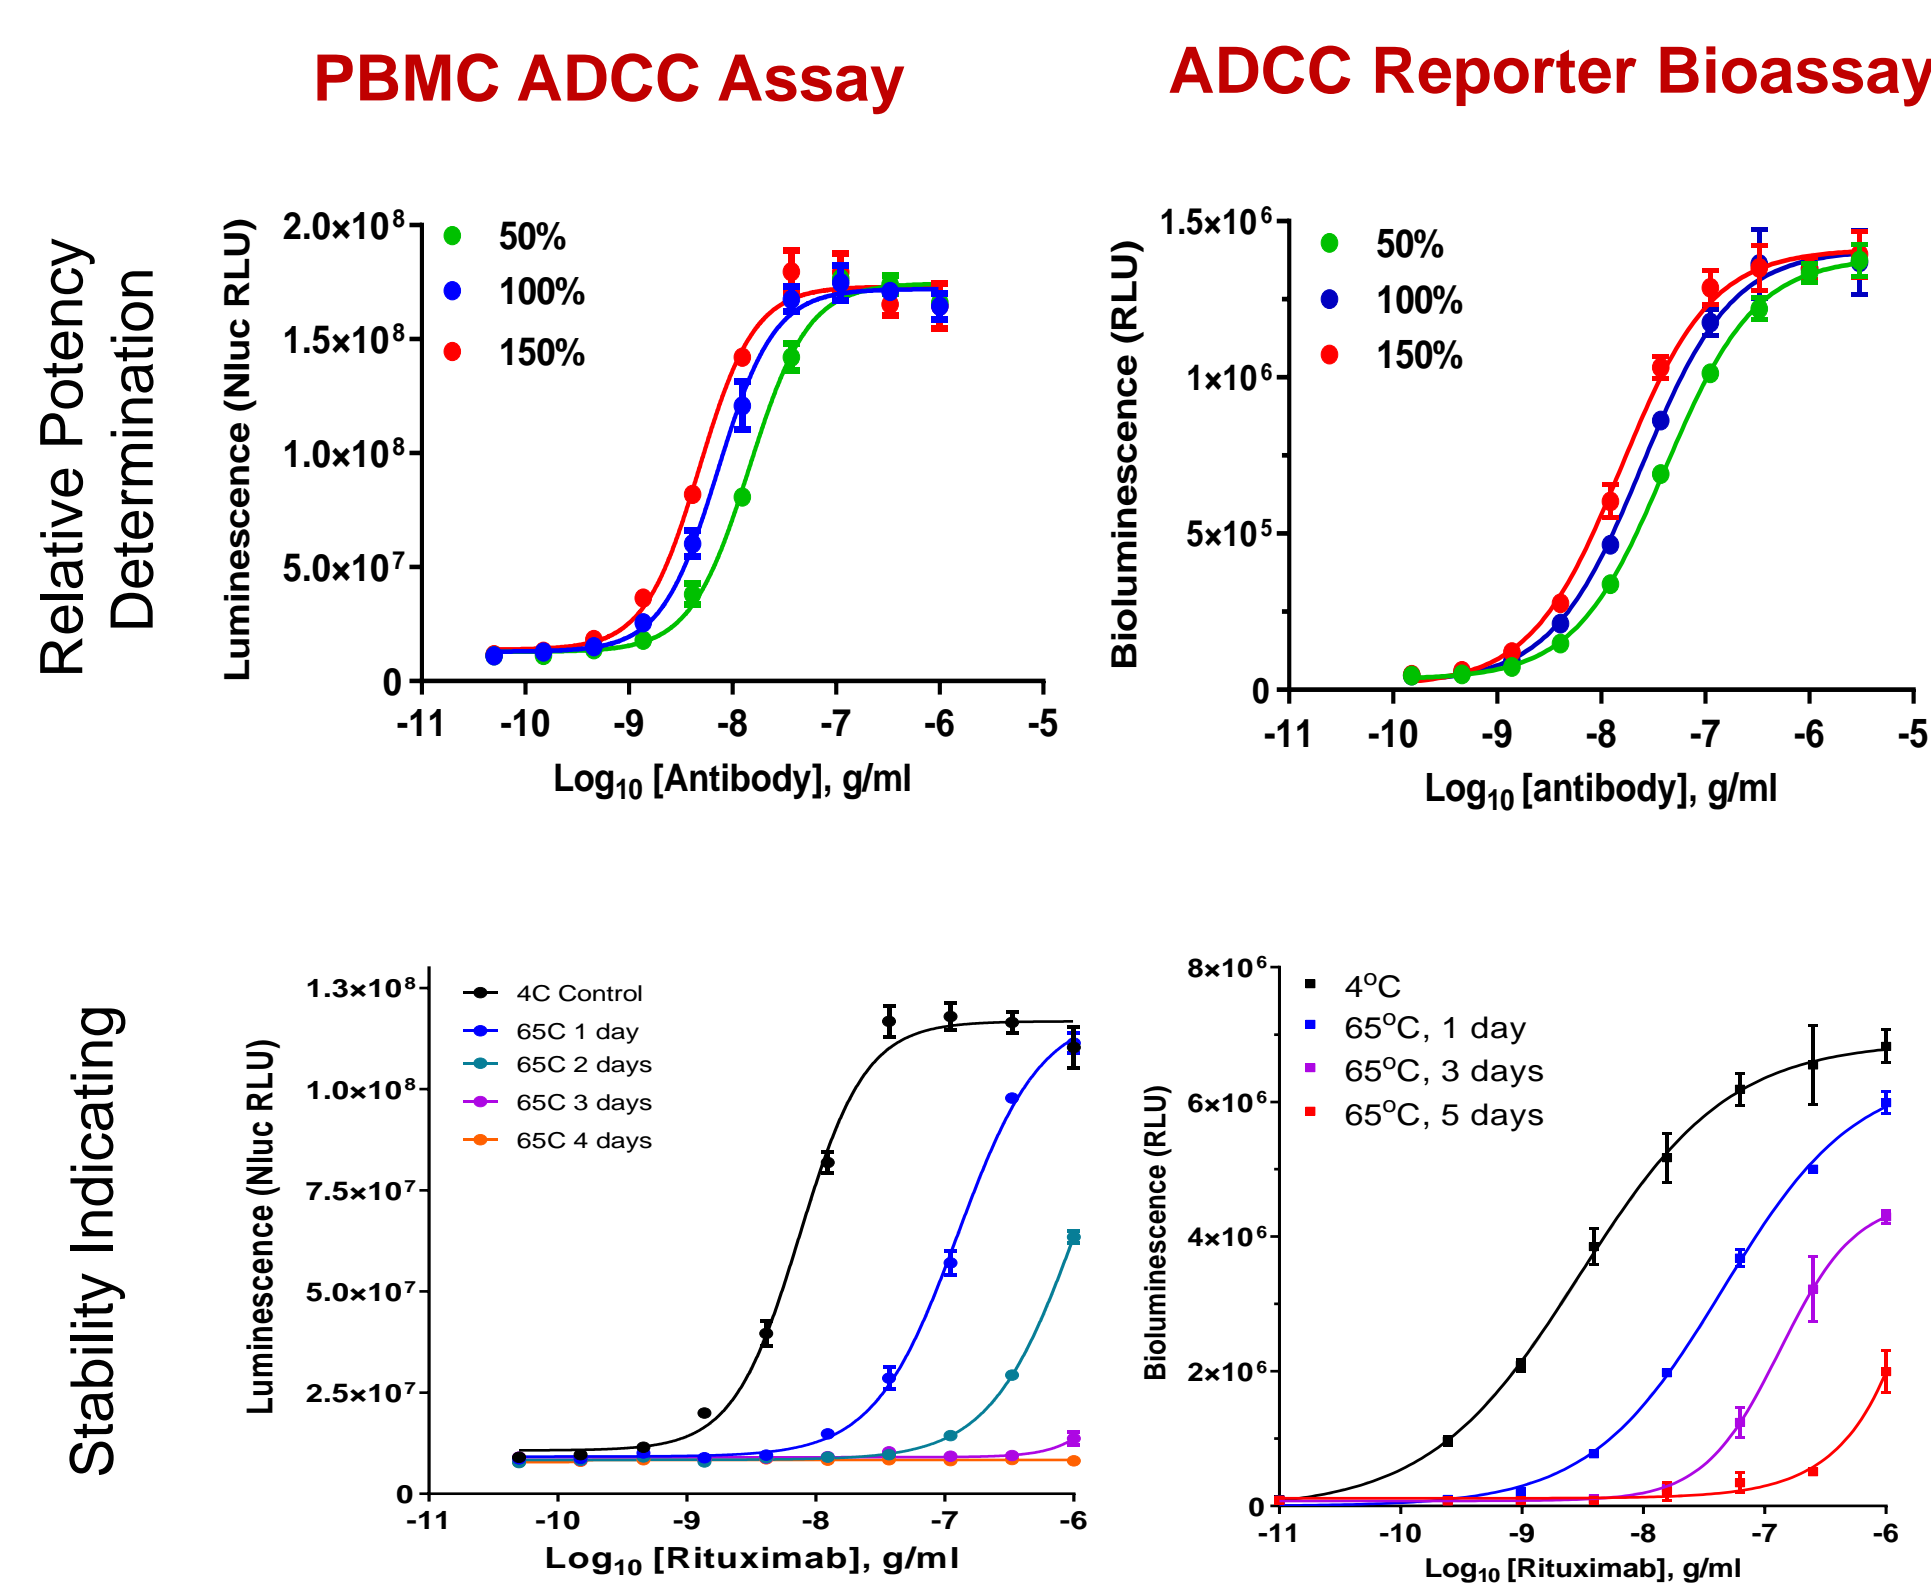 PBMC ADCC Assay
ADCC Reporter Bioassay
Relative Potency
Determination
Luminescence (Nluc RLU)
2.0×10⁸
1.5×10⁸
1.0×10⁸
5.0×10⁷
0
50%
100%
150%
-11 -10 -9 -8 -7 -6 -5
Log₁₀ [Antibody], g/ml
Bioluminescence (RLU)
1.5×10⁶
1×10⁶
5×10⁵
0
50%
100%
150%
-11 -10 -9 -8 -7 -6 -5
Log₁₀ [antibody], g/ml
Stability Indicating
Luminescence (Nluc RLU)
1.3×10⁸
1.0×10⁸
7.5×10⁷
5.0×10⁷
2.5×10⁷
0
4C Control
65C 1 day
65C 2 days
65C 3 days
65C 4 days
-11 -10 -9 -8 -7 -6
Log₁₀ [Rituximab], g/ml
Bioluminescence (RLU)
8×10⁶
6×10⁶
4×10⁶
2×10⁶
0
4ºC
65ºC, 1 day
65ºC, 3 days
65ºC, 5 days
-11 -10 -9 -8 -7 -6
Log₁₀ [Rituximab], g/ml